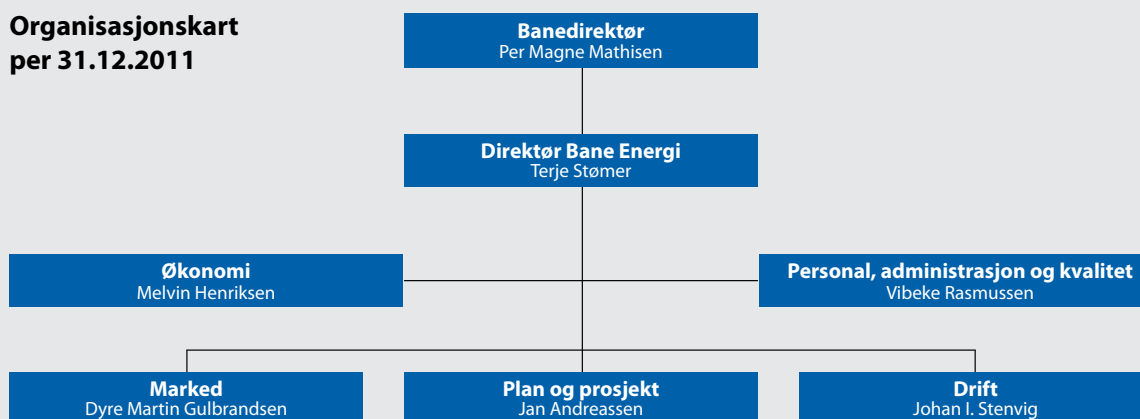 Organisasjonskart
per 31.12.2011
Banedirektør
Per Magne Mathisen
Direktør Bane Energi
Terje Stømer
Økonomi
Melvin Henriksen
Personal, administrasjon og kvalitet
Vibeke Rasmussen
Marked
Dyre Martin Gulbrandsen
Plan og prosjekt
Jan Andreassen
Drift
Johan I. Stenvig